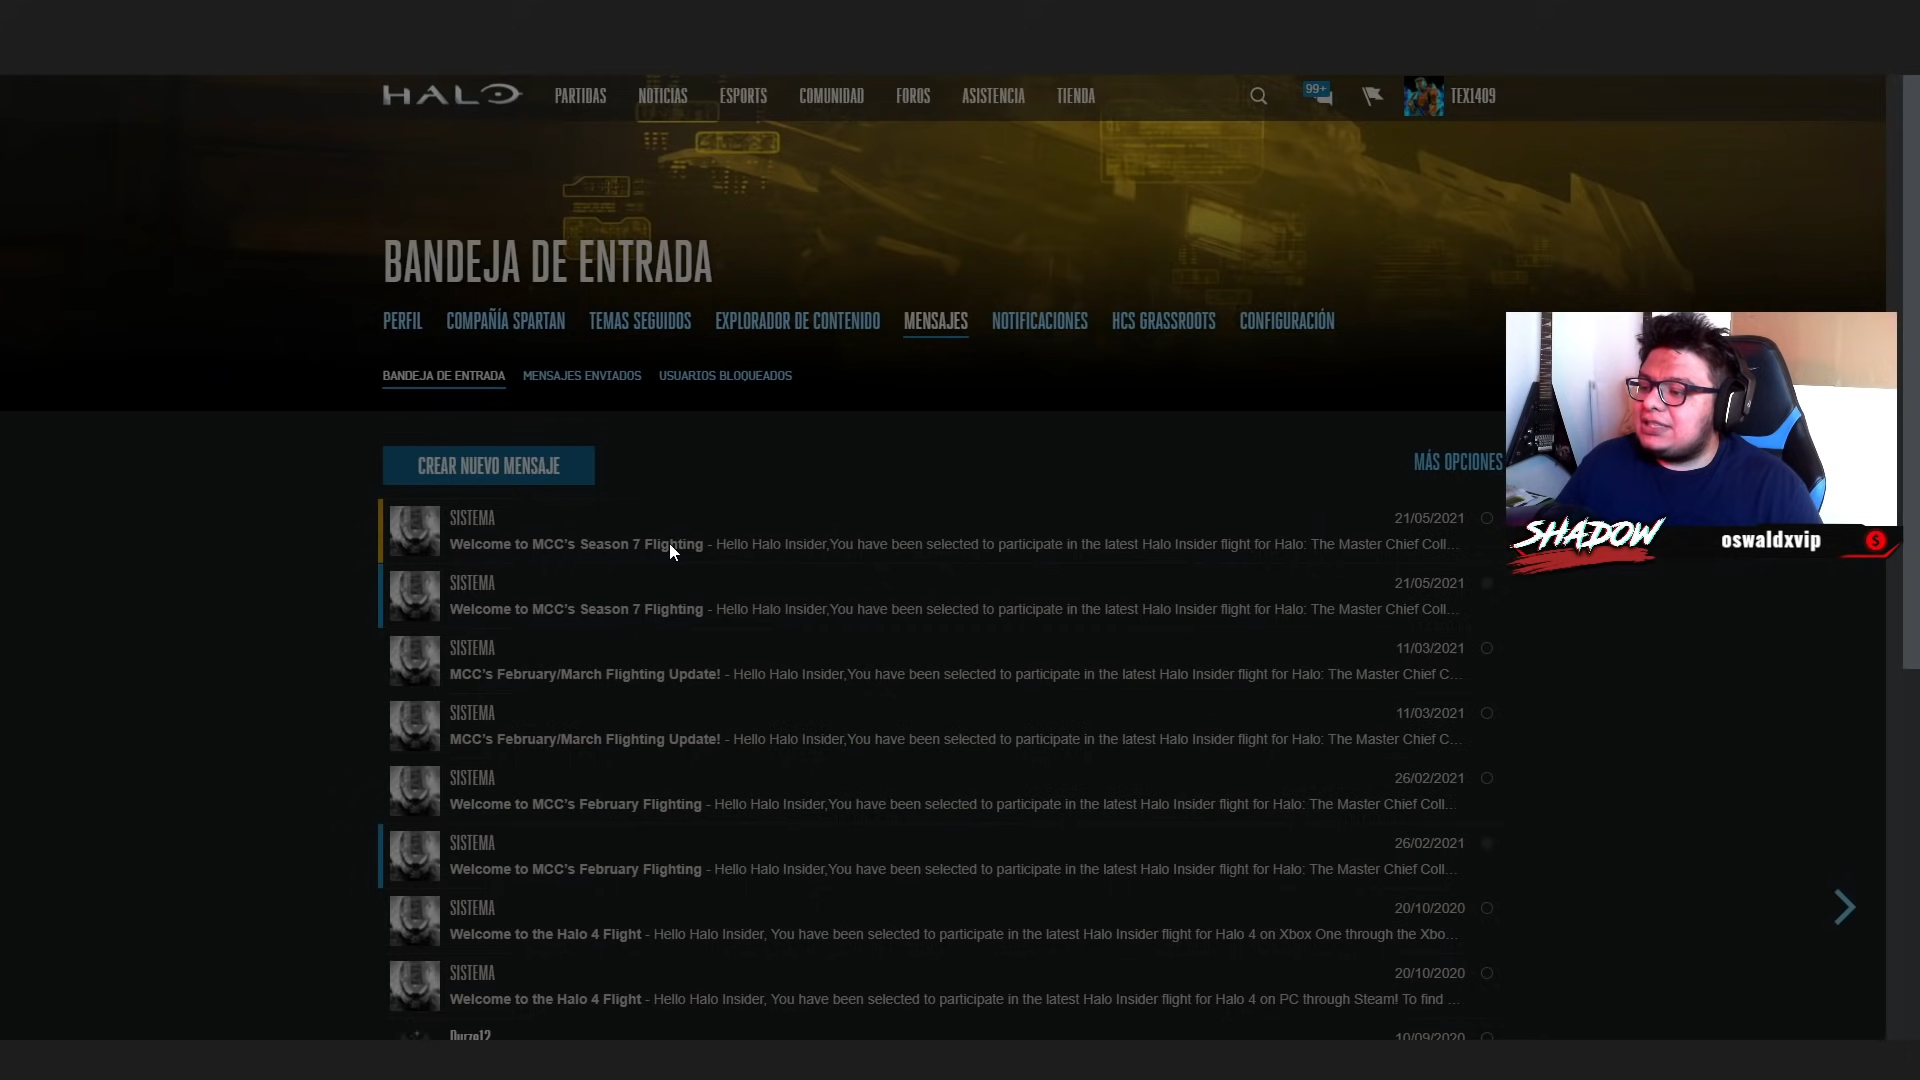 HALO
PARTIDAS
NOTICIAS
ESPORTS
COMUNIDAD
FOROS
ASISTENCIA
TIENDA
99+
TEX1409
BANDEJA DE ENTRADA
PERFIL
COMPAÑÍA SPARTAN
TEMAS SEGUIDOS
EXPLORADOR DE CONTENIDO
MENSAJES
NOTIFICACIONES
HCS GRASSROOTS
CONFIGURACIÓN
BANDEJA DE ENTRADA
MENSAJES ENVIADOS
USUARIOS BLOQUEADOS
CREAR NUEVO MENSAJE
MÁS OPCIONES
SISTEMA
21/05/2021
Welcome to MCC's Season 7 Flighting - Hello Halo Insider,You have been selected to participate in the latest Halo Insider flight for Halo: The Master Chief Coll...
SISTEMA
21/05/2021
Welcome to MCC's Season 7 Flighting - Hello Halo Insider,You have been selected to participate in the latest Halo Insider flight for Halo: The Master Chief Coll...
SISTEMA
11/03/2021
MCC's February/March Flighting Update! - Hello Halo Insider,You have been selected to participate in the latest Halo Insider flight for Halo: The Master Chief C...
SISTEMA
11/03/2021
MCC's February/March Flighting Update! - Hello Halo Insider,You have been selected to participate in the latest Halo Insider flight for Halo: The Master Chief C...
SISTEMA
26/02/2021
Welcome to MCC's February Flighting - Hello Halo Insider,You have been selected to participate in the latest Halo Insider flight for Halo: The Master Chief Coll...
SISTEMA
26/02/2021
Welcome to MCC's February Flighting - Hello Halo Insider,You have been selected to participate in the latest Halo Insider flight for Halo: The Master Chief Coll...
SISTEMA
20/10/2020
Welcome to the Halo 4 Flight - Hello Halo Insider, You have been selected to participate in the latest Halo Insider flight for Halo 4 on Xbox One through the Xbo...
SISTEMA
20/10/2020
Welcome to the Halo 4 Flight - Hello Halo Insider, You have been selected to participate in the latest Halo Insider flight for Halo 4 on PC through Steam! To find ...
10/09/2020
SHADOW
oswaldxvip
$